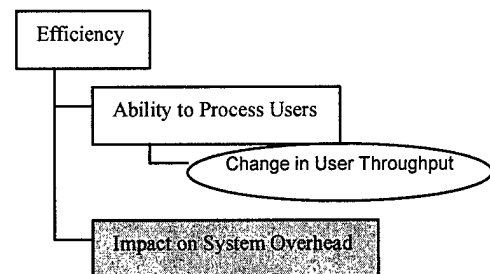 Efficiency
Ability to Process Users
Change in User Throughput
Impact on System Overhead